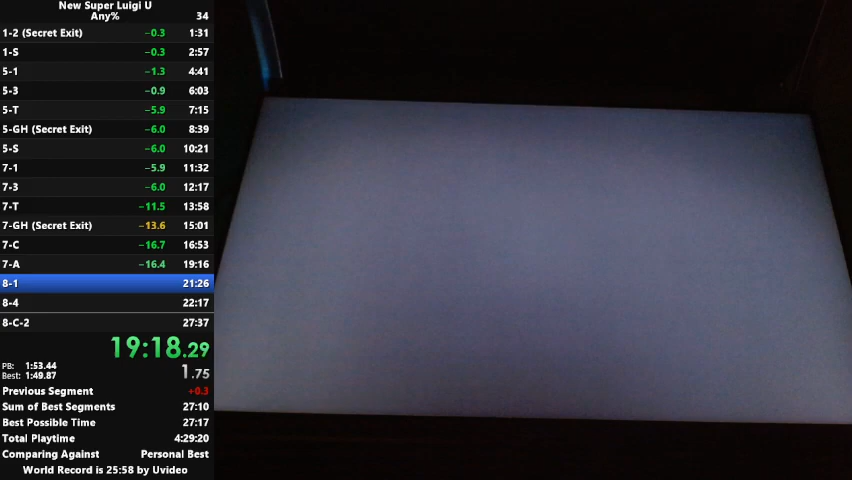 New Super Luigi U
Any% 34
1-2 (Secret Exit) −0.3 1:31
1-S −0.3 2:57
5-1 −1.3 4:41
5-3 −0.9 6:03
5-T −5.9 7:15
5-GH (Secret Exit) −6.0 8:39
5-S −6.0 10:21
7-1 −5.9 11:32
7-3 −6.0 12:17
7-T −11.5 13:58
7-GH (Secret Exit) −13.6 15:01
7-C −16.7 16:53
7-A −16.4 19:16
8-1 21:26
8-4 22:17
8-C-2 27:37
19:18.29
PB: 1:53.44
Best: 1:49.87 1.75
Previous Segment +0.3
Sum of Best Segments 27:10
Best Possible Time 27:17
Total Playtime 4:29:20
Comparing Against Personal Best
World Record is 25:58 by Uvideo